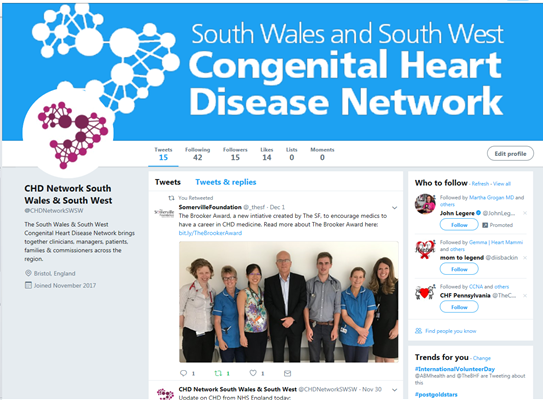 South Wales and South West
Congenital Heart
Disease Network
Tweets
15
Following
42
Followers
15
Likes
14
Lists
0
Moments
0
Edit profile
CHD Network South
Wales & South West
@CHDNetworkSWSW
The South Wales & South West
Congenital Heart Disease Network brings
together clinicians, managers, patients,
families & commissioners across the
region.
Bristol, England
Joined November 2017
Tweets Tweets & replies
You Retweeted
SomervilleFoundation @_thesf · Dec 1
The Brooker Award, a new intiative created by The SF, to encourage medics to
have a career in CHD medicine. Read more about The Brooker Award here:
bit.ly/TheBrookerAward
1 1 1
CHD Network South Wales & South West @CHDNetworkSWSW · Nov 30
Update on CHD from NHS England today:
Who to follow · Refresh · View all
Followed by Martha Grogan MD and
others
John Legere @JohnLeg...
Follow
Promoted
Followed by Gemma | Heart Mammi
and others
mom to legend @disbackin
Follow
Followed by CCNA and others
CHF Pennsylvania @TheC...
Follow
Find people you know
Trends for you · Change
#InternationalVolunteerDay
@ABMhealth and @TheBHF are Tweeting about
this
#postgoldstars